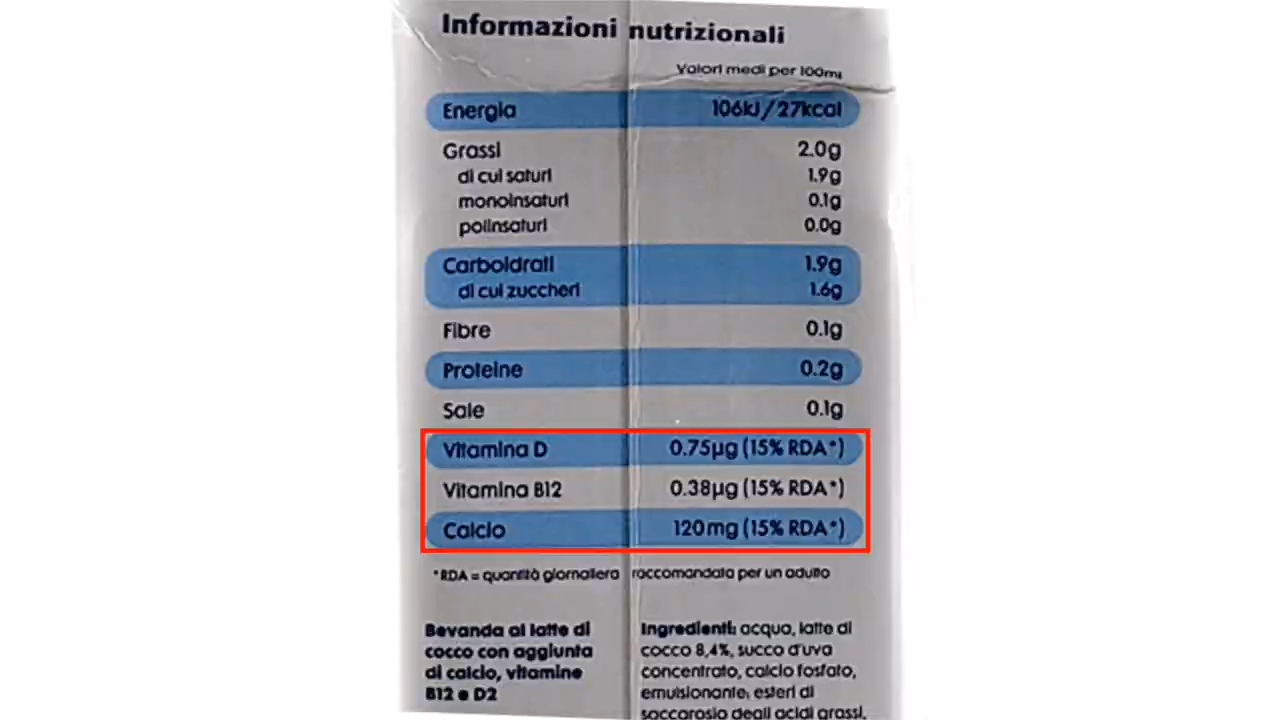 Informazioni nutrizionali
Valori medi per 100ml
Energia 106kJ/27kcal
Grassi 2.0g
di cui saturi 1.9g
monoinsaturi 0.1g
polinsaturi 0.0g
Carboidrati 1.9g
di cui zuccheri 1.6g
Fibre 0.1g
Proteine 0.2g
Sale 0.1g
Vitamina D 0.75µg (15% RDA*)
Vitamina B12 0.38µg (15% RDA*)
Calcio 120mg (15% RDA*)
*RDA = quantità giornaliera raccomandata per un adulto
Bevanda al latte di
cocco con aggiunta
di calcio, vitamine
B12 e D2
Ingredienti: acqua, latte di
cocco 8,4%, succo d'uva
concentrato, calcio fosfato,
emulsionante: esteri di
saccarosio degli acidi grassi,